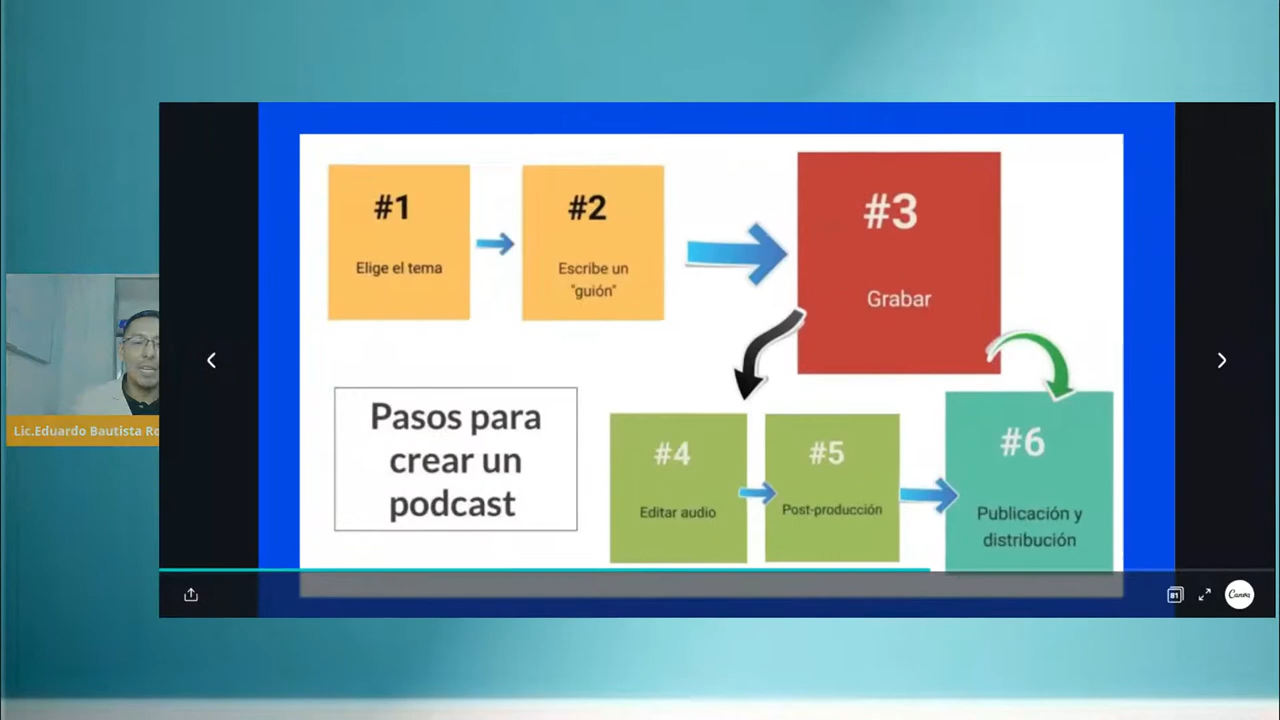 #1
Elige el tema
#2
Escribe un
"guión"
#3
Grabar
Pasos para
crear un
podcast
#4
Editar audio
#5
Post-producción
#6
Publicación y
distribución
Lic.Eduardo Bautista Ro
81
Canva